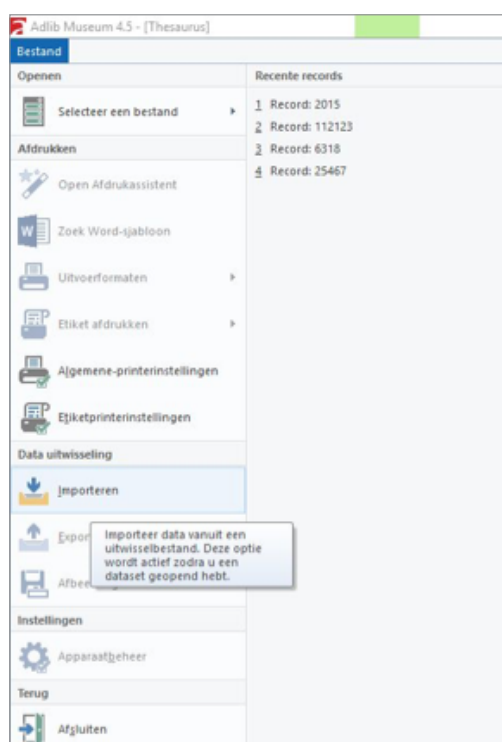 Adlib Museum 4.5 - [Thesaurus]
Bestand
Openen
Selecteer een bestand
Afdrukken
Open Afdrukassistent
Zoek Word-sjabloon
Uitvoerformaten
Etiket afdrukken
Algemene-printerinstellingen
Etiketprinterinstellingen
Data uitwisseling
Importeren
Expor
Importeer data vanuit een
uitwisselbestand. Deze optie
wordt actief zodra u een
dataset geopend hebt.
Afbee
Instellingen
Apparaatbeheer
Terug
Afsluiten
Recente records
1 Record: 2015
2 Record: 112123
3 Record: 6318
4 Record: 25467